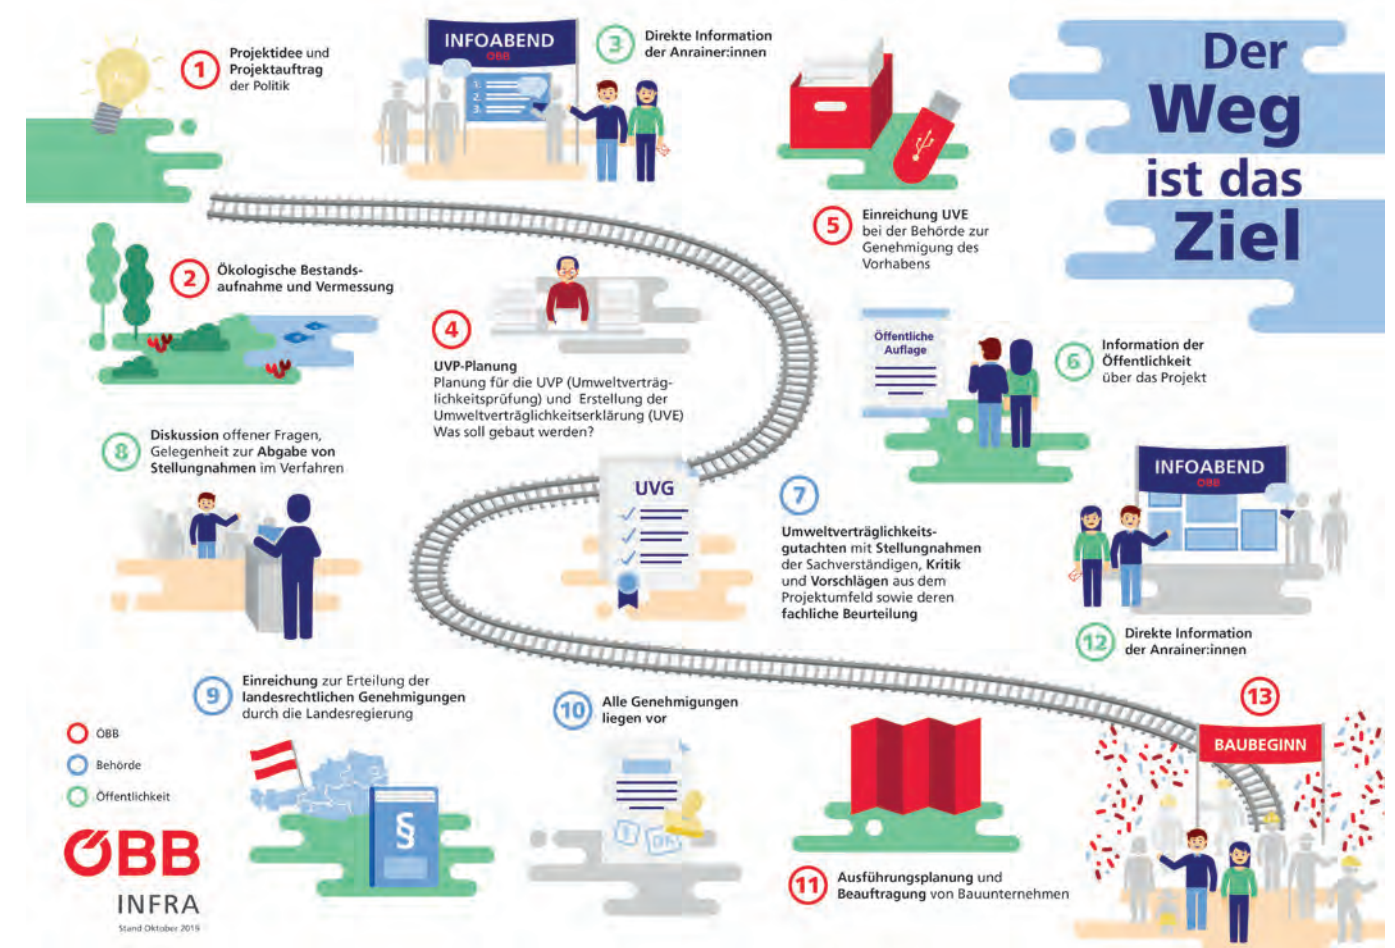 Der
Weg
ist das
Ziel
1
Projektidee und
Projektauftrag
der Politik
2
Ökologische Bestands-
aufnahme und Vermessung
INFOABEND
ÖBB
1.
2.
3.
3
Direkte Information
der Anrainer:innen
4
UVP-Planung
Planung für die UVP (Umweltverträg-
lichkeitsprüfung) und Erstellung der
Umweltverträglichkeitserklärung (UVE)
Was soll gebaut werden?
5
Einreichung UVE
bei der Behörde zur
Genehmigung des
Vorhabens
Öffentliche
Auflage
6
Information der
Öffentlichkeit
über das Projekt
UVG
7
Umweltverträglichkeits-
gutachten mit Stellungnahmen
der Sachverständigen, Kritik
und Vorschlägen aus dem
Projektumfeld sowie deren
fachliche Beurteilung
8
Diskussion offener Fragen,
Gelegenheit zur Abgabe von
Stellungnahmen im Verfahren
9
Einreichung zur Erteilung der
landesrechtlichen Genehmigungen
durch die Landesregierung
§
10
Alle Genehmigungen
liegen vor
OK
11
Ausführungsplanung und
Beauftragung von Bauunternehmen
INFOABEND
ÖBB
12
Direkte Information
der Anrainer:innen
13
BAUBEGINN
ÖBB
Behörde
Öffentlichkeit
ÖBB
INFRA
Stand Oktober 2019